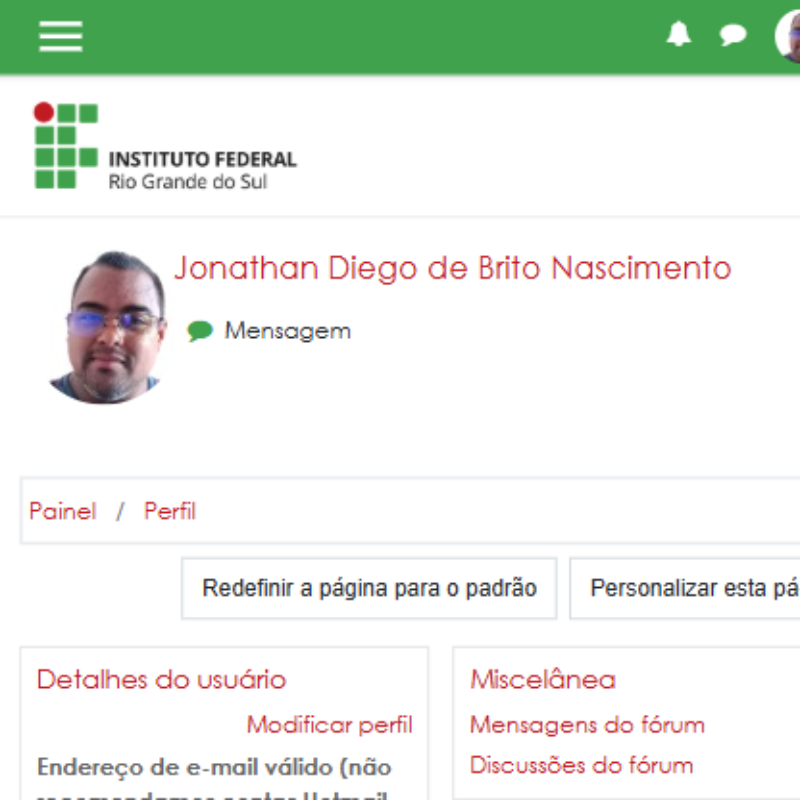 INSTITUTO FEDERAL
Rio Grande do Sul
Jonathan Diego de Brito Nascimento
Mensagem
Painel / Perfil
Redefinir a página para o padrão
Personalizar esta pá
Detalhes do usuário
Modificar perfil
Endereço de e-mail válido (não
Miscelânea
Mensagens do fórum
Discussões do fórum